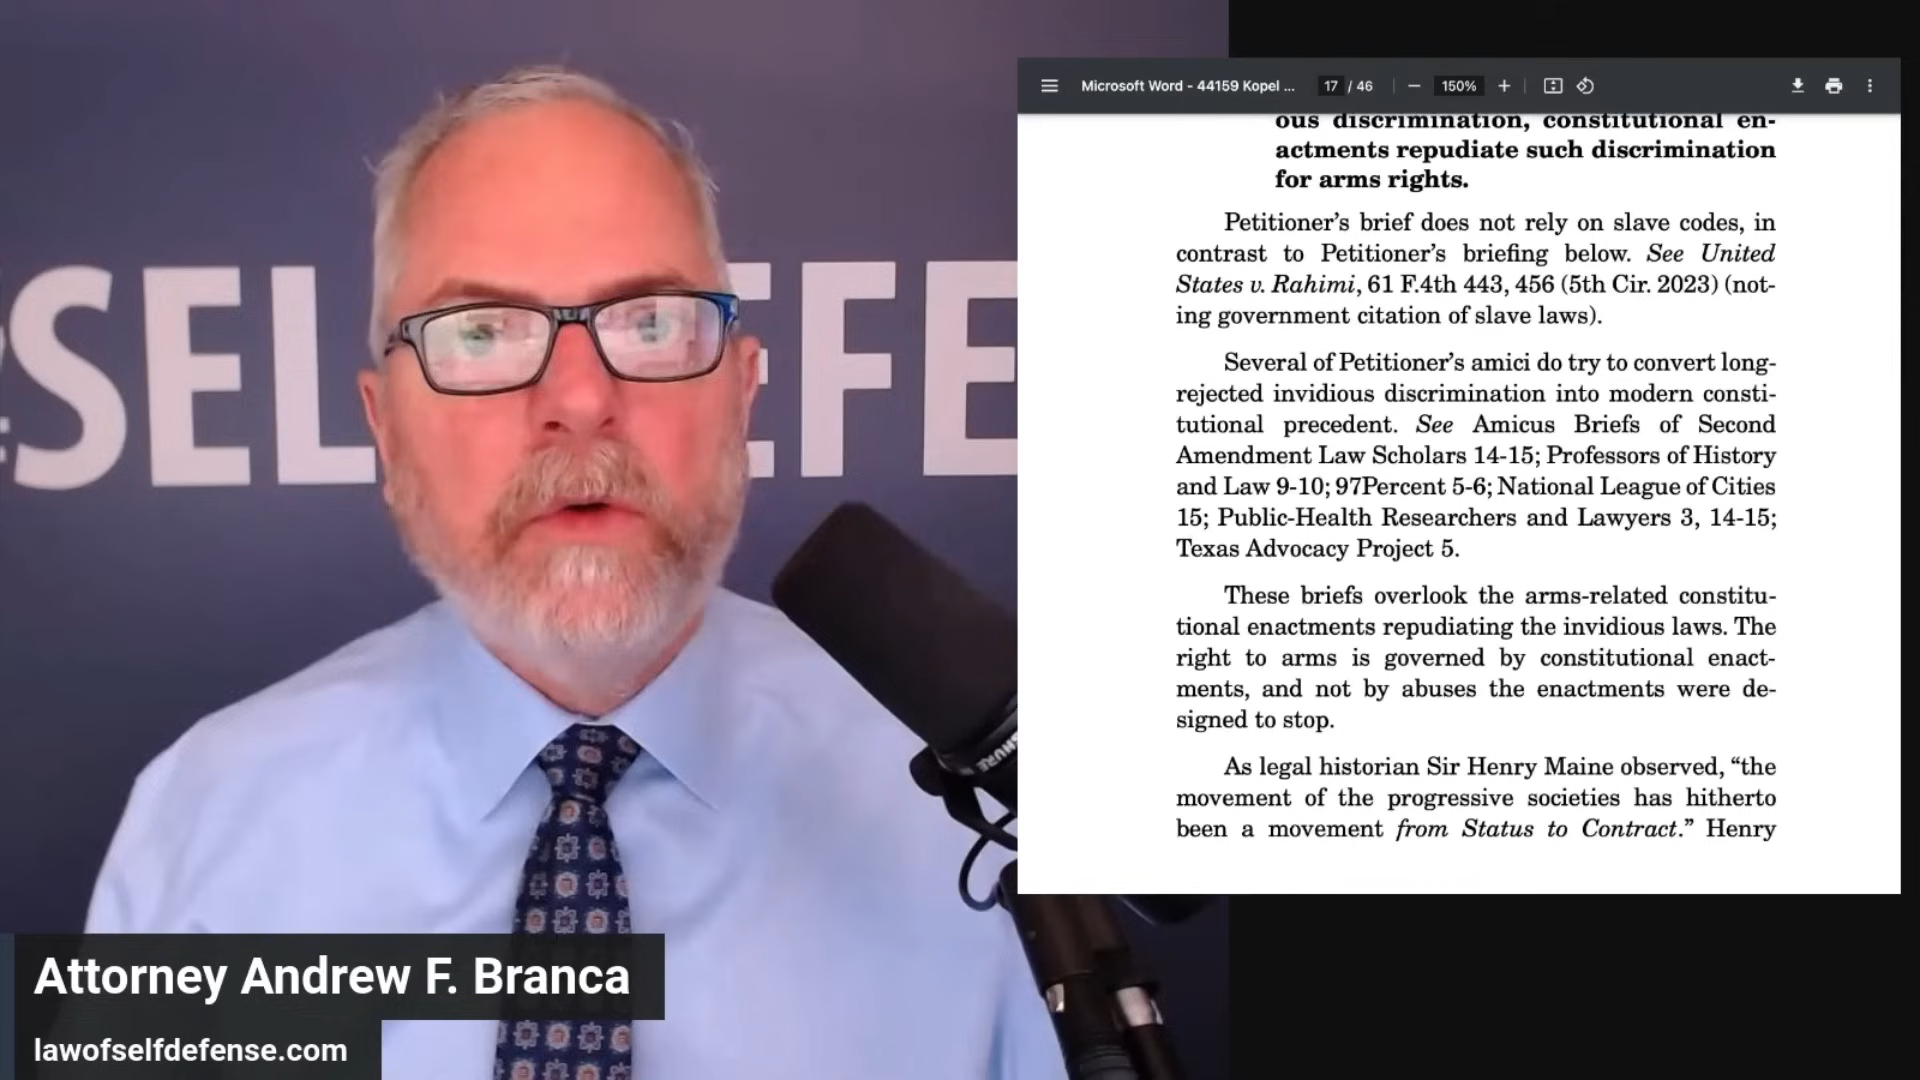 SELF DEFE
SHURE
Attorney Andrew F. Branca
lawofselfdefense.com
Microsoft Word - 44159 Kopel ... 17 / 46 150%
ous discrimination, constitutional en-
actments repudiate such discrimination
for arms rights.
Petitioner’s brief does not rely on slave codes, in
contrast to Petitioner’s briefing below. See United
States v. Rahimi, 61 F.4th 443, 456 (5th Cir. 2023) (not-
ing government citation of slave laws).
Several of Petitioner’s amici do try to convert long-
rejected invidious discrimination into modern consti-
tutional precedent. See Amicus Briefs of Second
Amendment Law Scholars 14-15; Professors of History
and Law 9-10; 97Percent 5-6; National League of Cities
15; Public-Health Researchers and Lawyers 3, 14-15;
Texas Advocacy Project 5.
These briefs overlook the arms-related constitu-
tional enactments repudiating the invidious laws. The
right to arms is governed by constitutional enact-
ments, and not by abuses the enactments were de-
signed to stop.
As legal historian Sir Henry Maine observed, “the
movement of the progressive societies has hitherto
been a movement from Status to Contract.” Henry